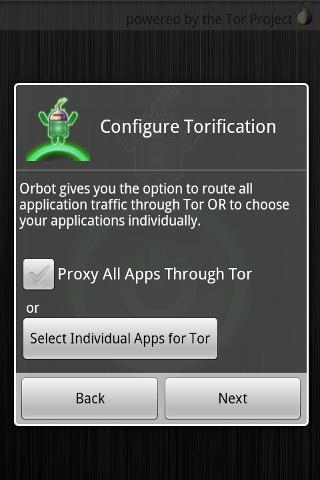 powered by the Tor Project
Configure Torification
Orbot gives you the option to route all
application traffic through Tor OR to choose
your applications individually.
Proxy All Apps Through Tor
or
Select Individual Apps for Tor
Back
Next